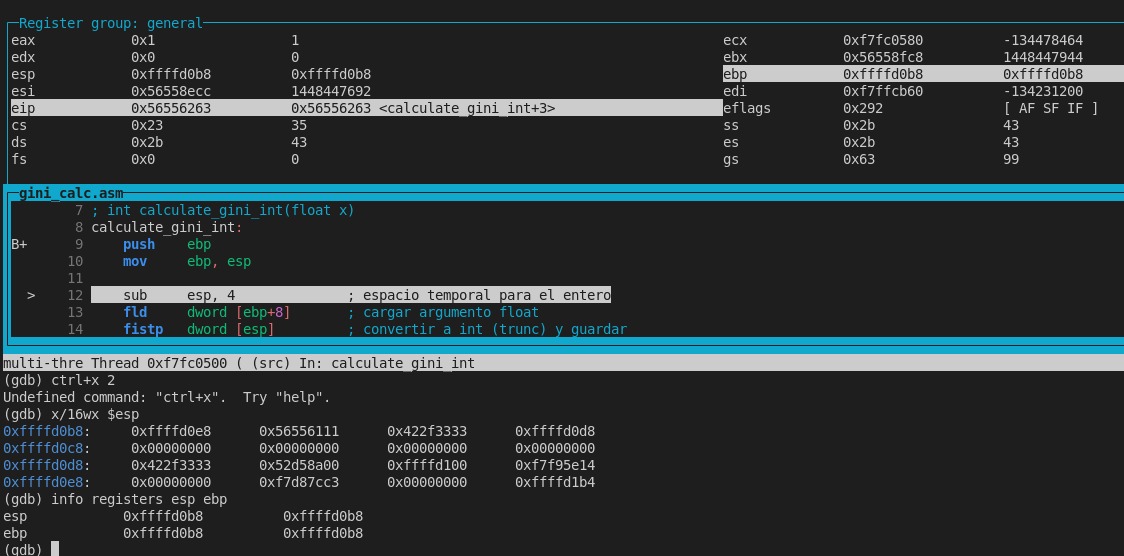 Register group: general
eax 0x1 1 ecx 0xf7fc0580 -134478464
edx 0x0 0 ebx 0x56558fc8 1448447944
esp 0xffffd0b8 0xffffd0b8 ebp 0xffffd0b8 0xffffd0b8
esi 0x56558ecc 1448447692 edi 0xf7ffcb60 -134231200
eip 0x56556263 0x56556263 <calculate_gini_int+3> eflags 0x292 [ AF SF IF ]
cs 0x23 35 ss 0x2b 43
ds 0x2b 43 es 0x2b 43
fs 0x0 0 gs 0x63 99
gini_calc.asm
7 ; int calculate_gini_int(float x)
8 calculate_gini_int:
B+ 9 push ebp
10 mov ebp, esp
11
> 12 sub esp, 4 ; espacio temporal para el entero
13 fld dword [ebp+8] ; cargar argumento float
14 fistp dword [esp] ; convertir a int (trunc) y guardar
multi-thre Thread 0xf7fc0500 ( (src) In: calculate_gini_int
(gdb) ctrl+x 2
Undefined command: "ctrl+x".  Try "help".
(gdb) x/16wx $esp
0xffffd0b8: 0xffffd0e8 0x56556111 0x422f3333 0xffffd0d8
0xffffd0c8: 0x00000000 0x00000000 0x00000000 0x00000000
0xffffd0d8: 0x422f3333 0x52d58a00 0xffffd100 0xf7f95e14
0xffffd0e8: 0x00000000 0xf7d87cc3 0x00000000 0xffffd1b4
(gdb) info registers esp ebp
esp 0xffffd0b8 0xffffd0b8
ebp 0xffffd0b8 0xffffd0b8
(gdb)